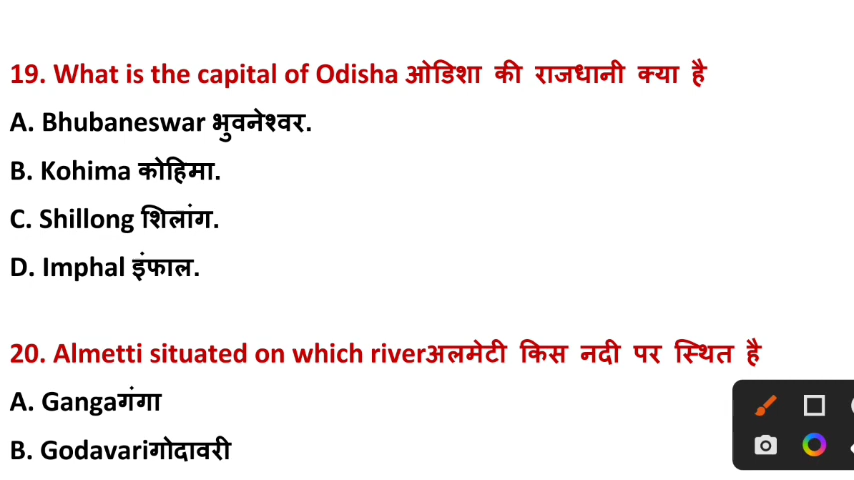 19. What is the capital of Odisha ओडिशा की राजधानी क्या है
A. Bhubaneswar भुवनेश्वर.
B. Kohima कोहिमा.
C. Shillong शिलांग.
D. Imphal इंफाल.
20. Almetti situated on which riverअलमेटी किस नदी पर स्थित है
A. Gangaगंगा
B. Godavariगोदावरी